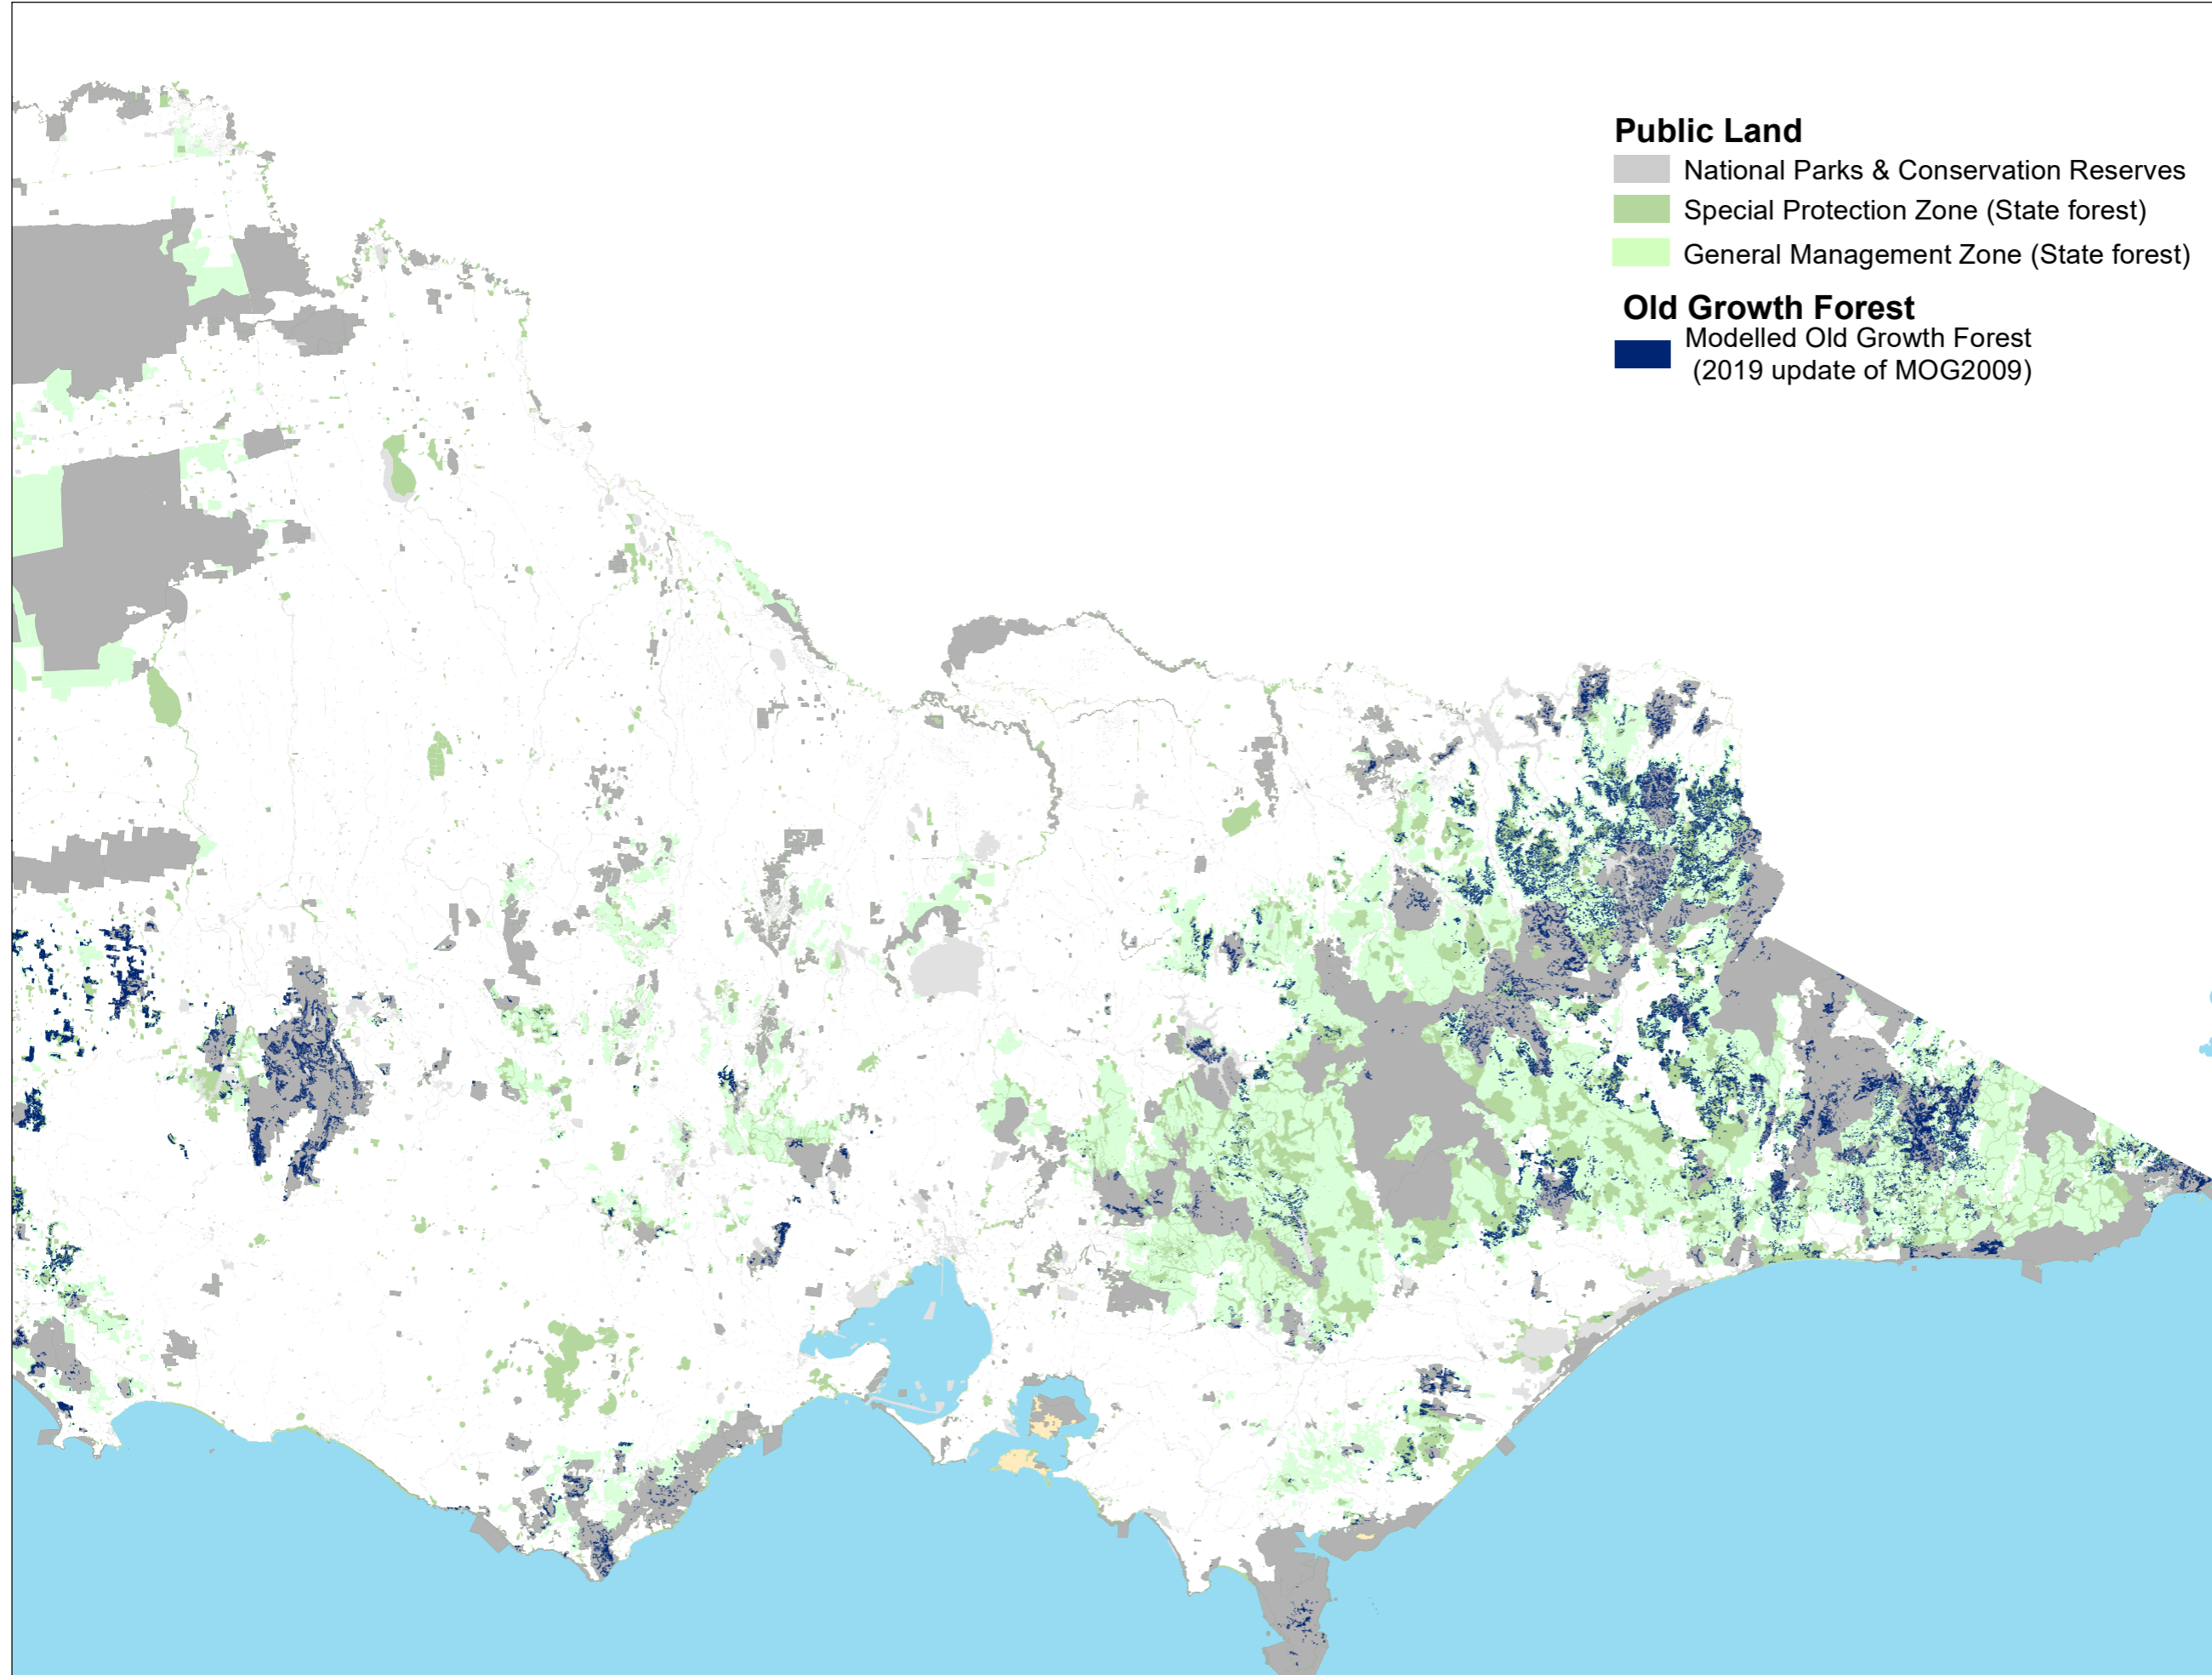 Public Land
National Parks & Conservation Reserves
Special Protection Zone (State forest)
General Management Zone (State forest)
Old Growth Forest
Modelled Old Growth Forest
(2019 update of MOG2009)